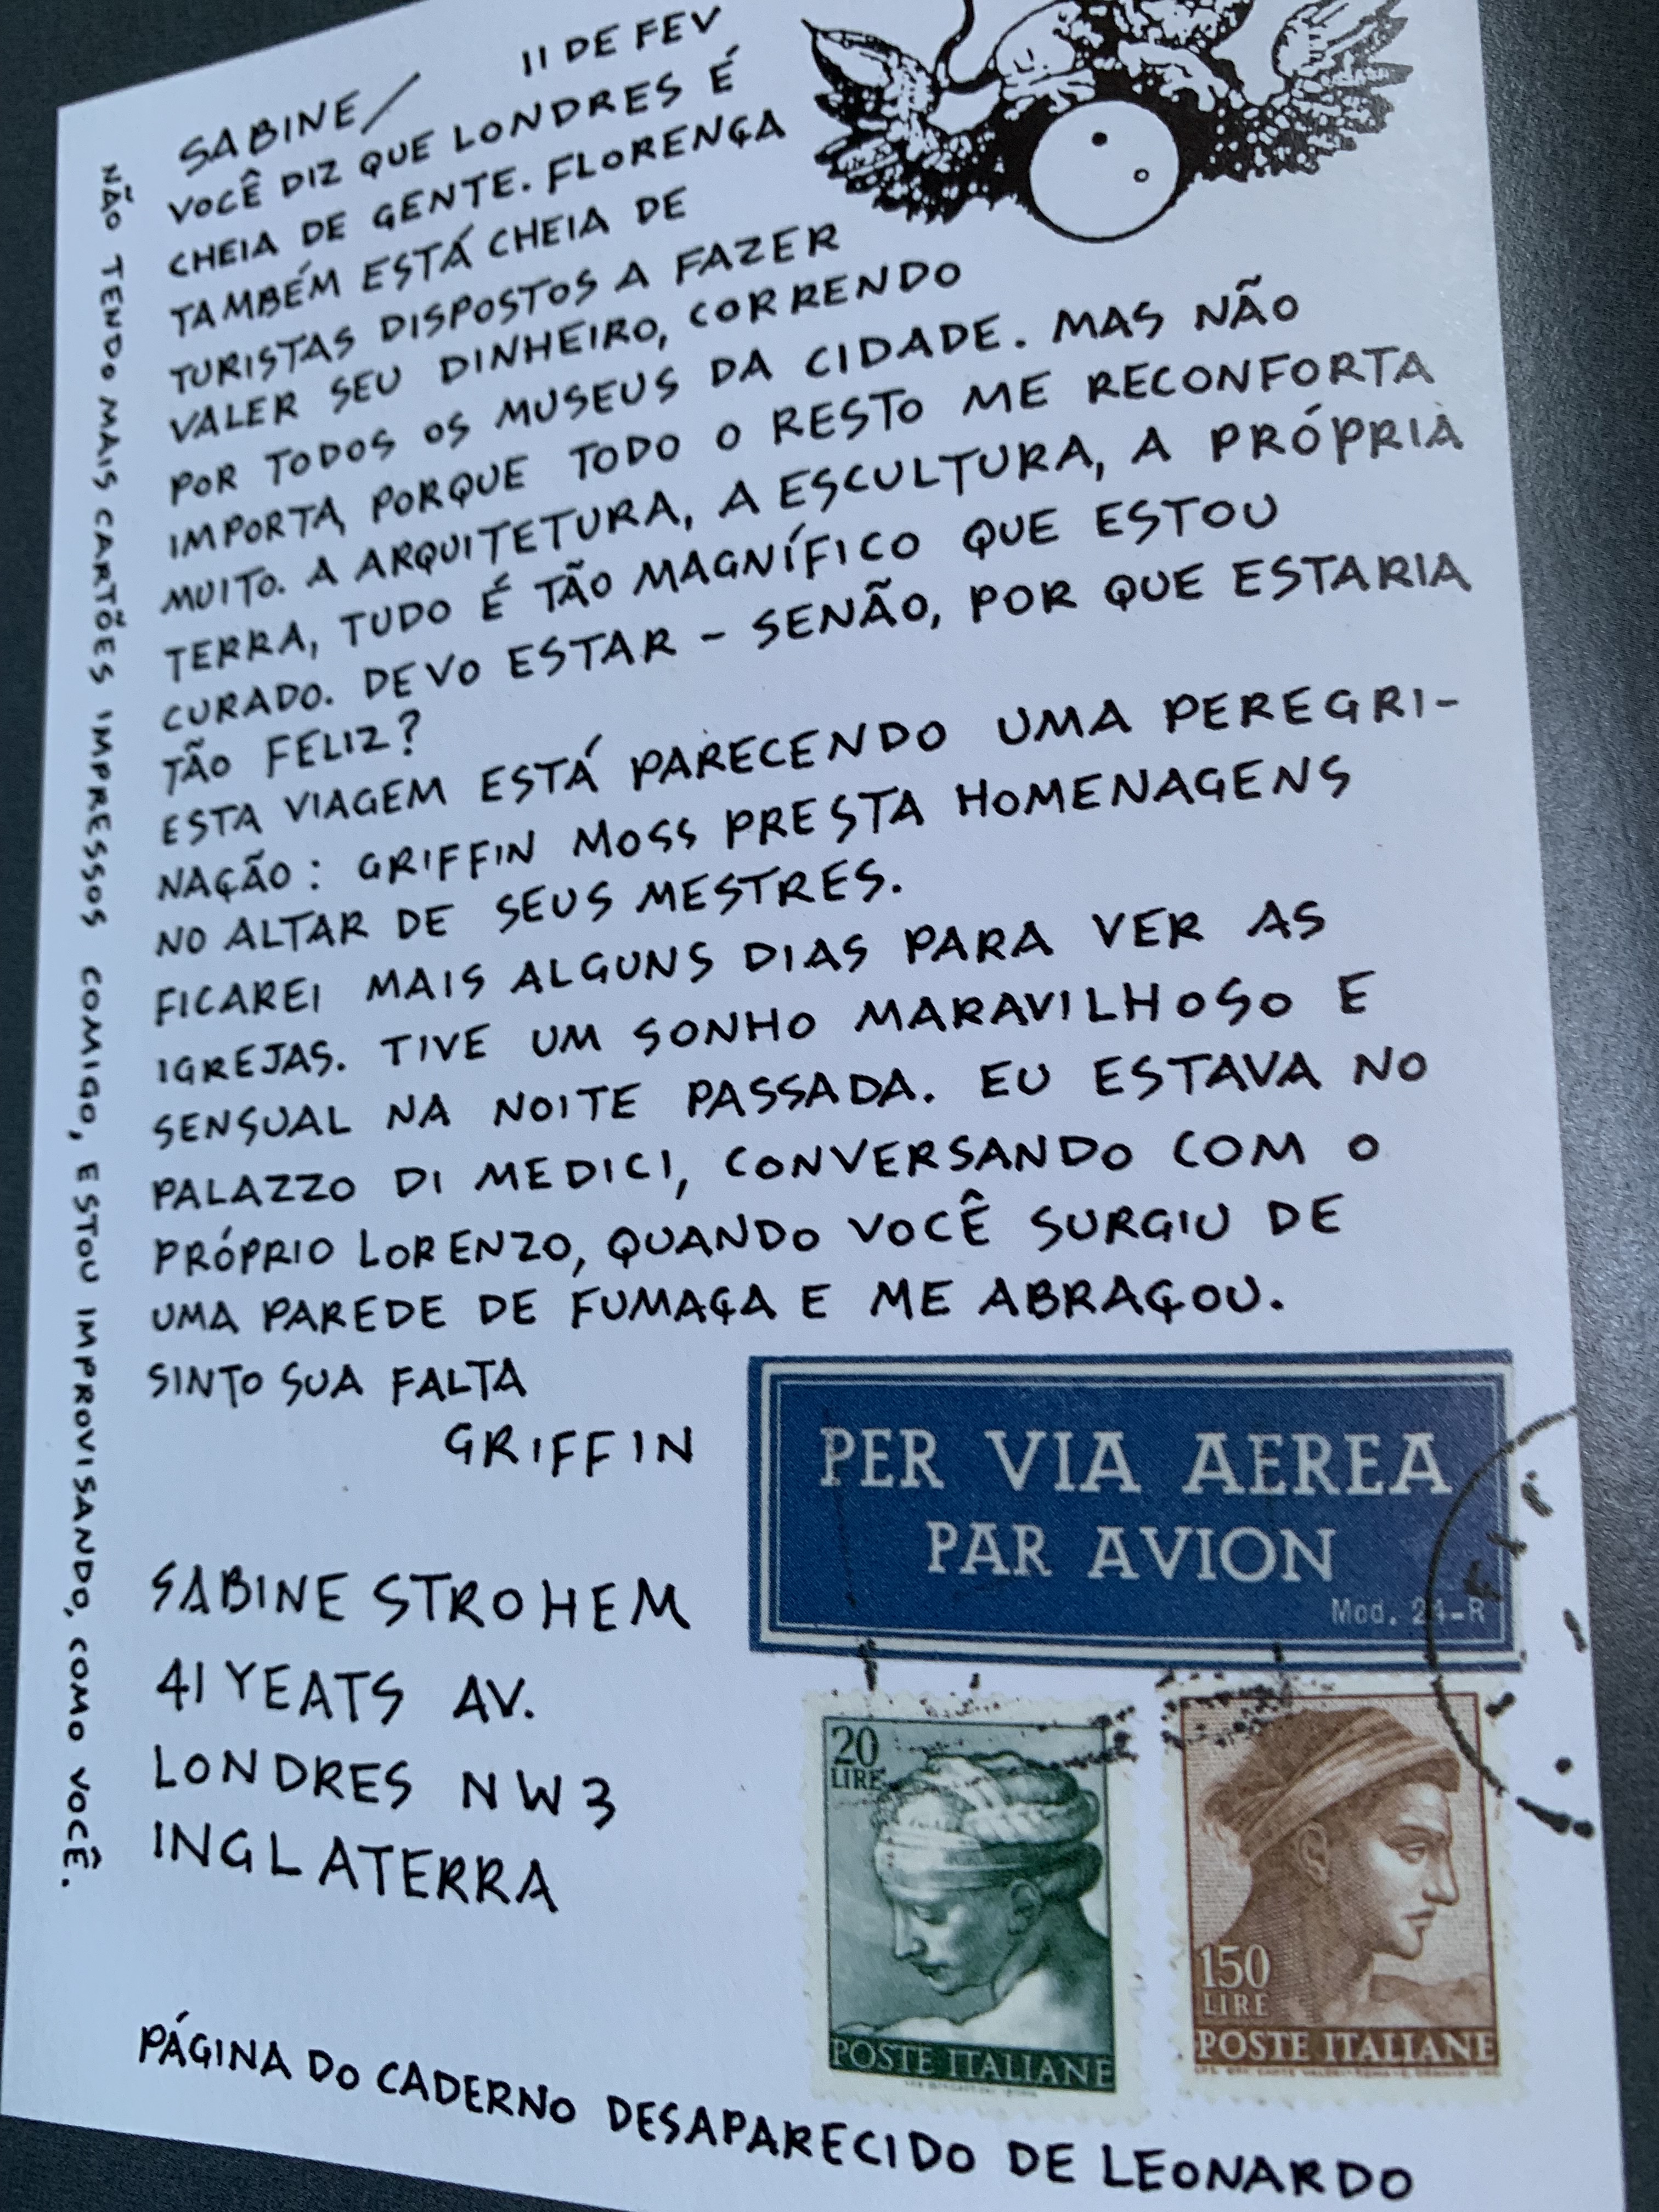 11 DE FEV
SABINE/
VOCÊ DIZ QUE LONDRES É
CHEIA DE GENTE. FLORENÇA
TAMBÉM ESTÁ CHEIA DE
TURISTAS DISPOSTOS A FAZER
VALER SEU DINHEIRO, CORRENDO
POR TODOS OS MUSEUS DA CIDADE. MAS NÃO
IMPORTA, PORQUE TODO O RESTO ME RECONFORTA
MUITO. A ARQUITETURA, A ESCULTURA, A PRÓPRIA
TERRA, TUDO É TÃO MAGNÍFICO QUE ESTOU
CURADO. DEVO ESTAR – SENÃO, POR QUE ESTARIA
TÃO FELIZ?
ESTA VIAGEM ESTÁ PARECENDO UMA PEREGRI-
NAÇÃO: GRIFFIN MOSS PRESTA HOMENAGENS
NO ALTAR DE SEUS MESTRES.
FICAREI MAIS ALGUNS DIAS PARA VER AS
IGREJAS. TIVE UM SONHO MARAVILHOSO E
SENSUAL NA NOITE PASSADA. EU ESTAVA NO
PALAZZO DI MEDICI, CONVERSANDO COM O
PRÓPRIO LORENZO, QUANDO VOCÊ SURGIU DE
UMA PAREDE DE FUMAÇA E ME ABRAÇOU.
SINTO SUA FALTA
GRIFFIN
NÃO TENDO MAIS CARTÕES IMPRESSOS COMIGO, ESTOU IMPROVISANDO, COMO VOCÊ.
PER VIA AEREA
PAR AVION
Mod. 24-R
SABINE STROHEM
41 YEATS AV.
LONDRES NW3
INGLATERRA
20
LIRE
POSTE ITALIANE
150
LIRE
POSTE ITALIANE
PÁGINA DO CADERNO DESAPARECIDO DE LEONARDO